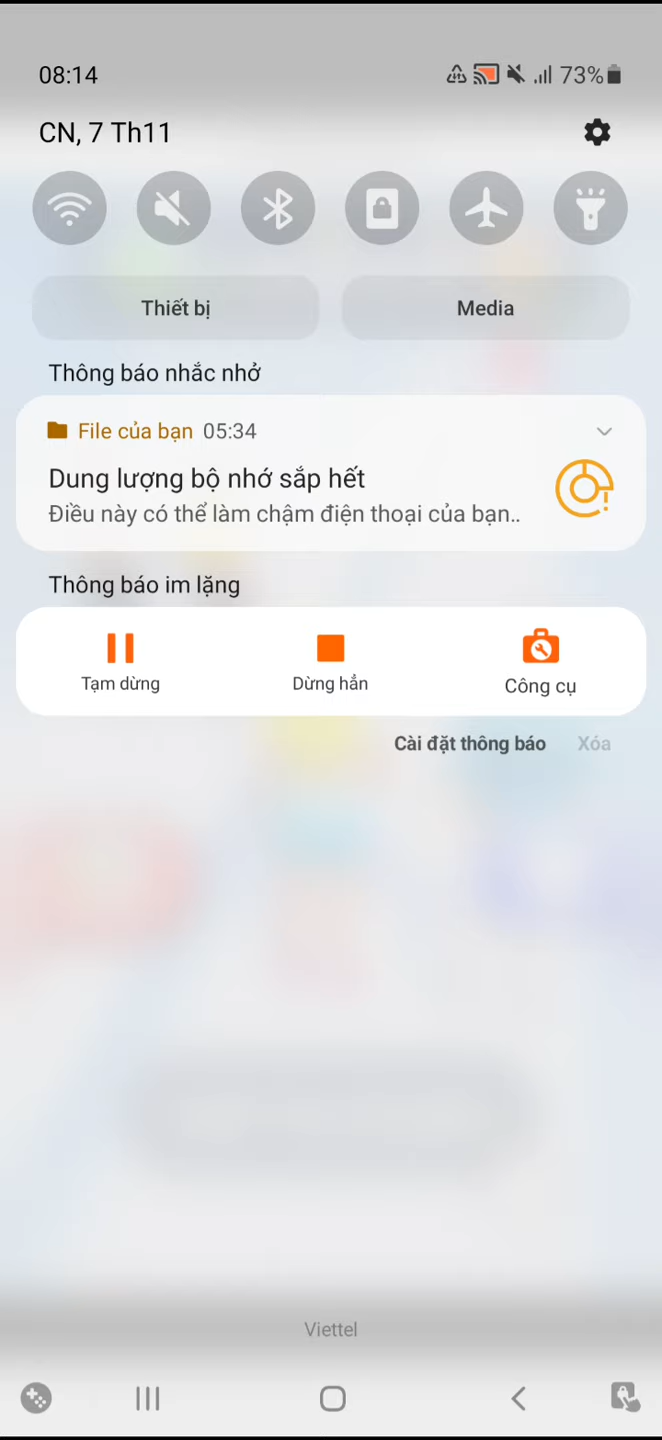 08:14
73%
CN, 7 Th11
Thiết bị
Media
Thông báo nhắc nhở
File của bạn 05:34
Dung lượng bộ nhớ sắp hết
Điều này có thể làm chậm điện thoại của bạn..
Thông báo im lặng
Tạm dừng
Dừng hẳn
Công cụ
Cài đặt thông báo
Xóa
Viettel